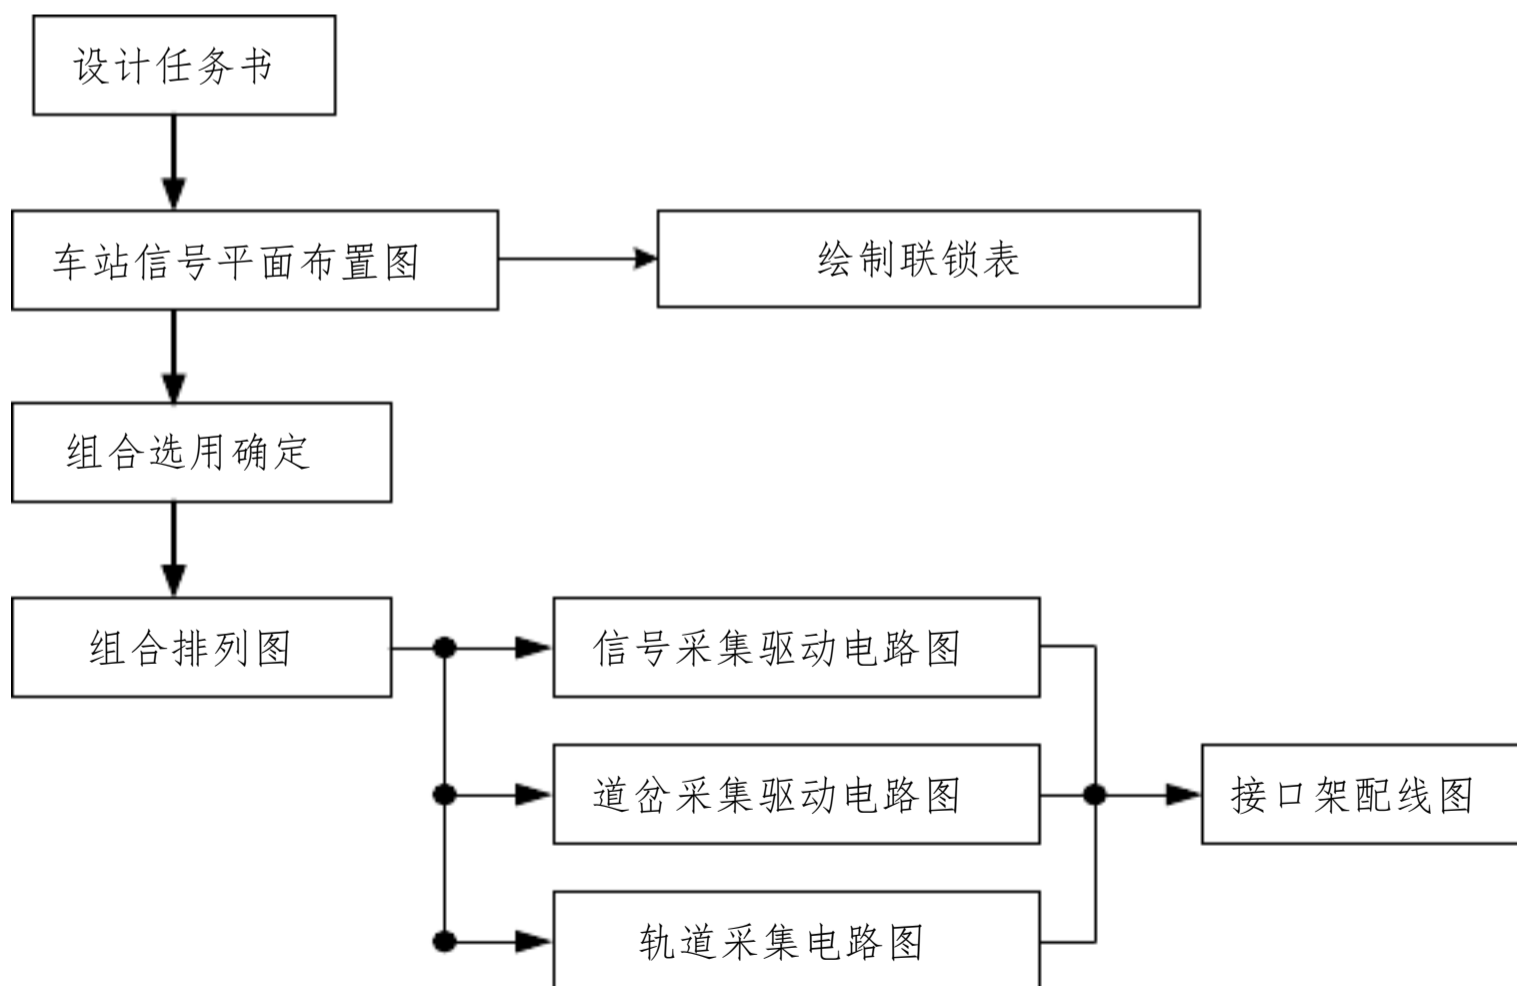 设计任务书
车站信号平面布置图
绘制联锁表
组合选用确定
组合排列图
信号采集驱动电路图
道岔采集驱动电路图
接口架配线图
轨道采集电路图